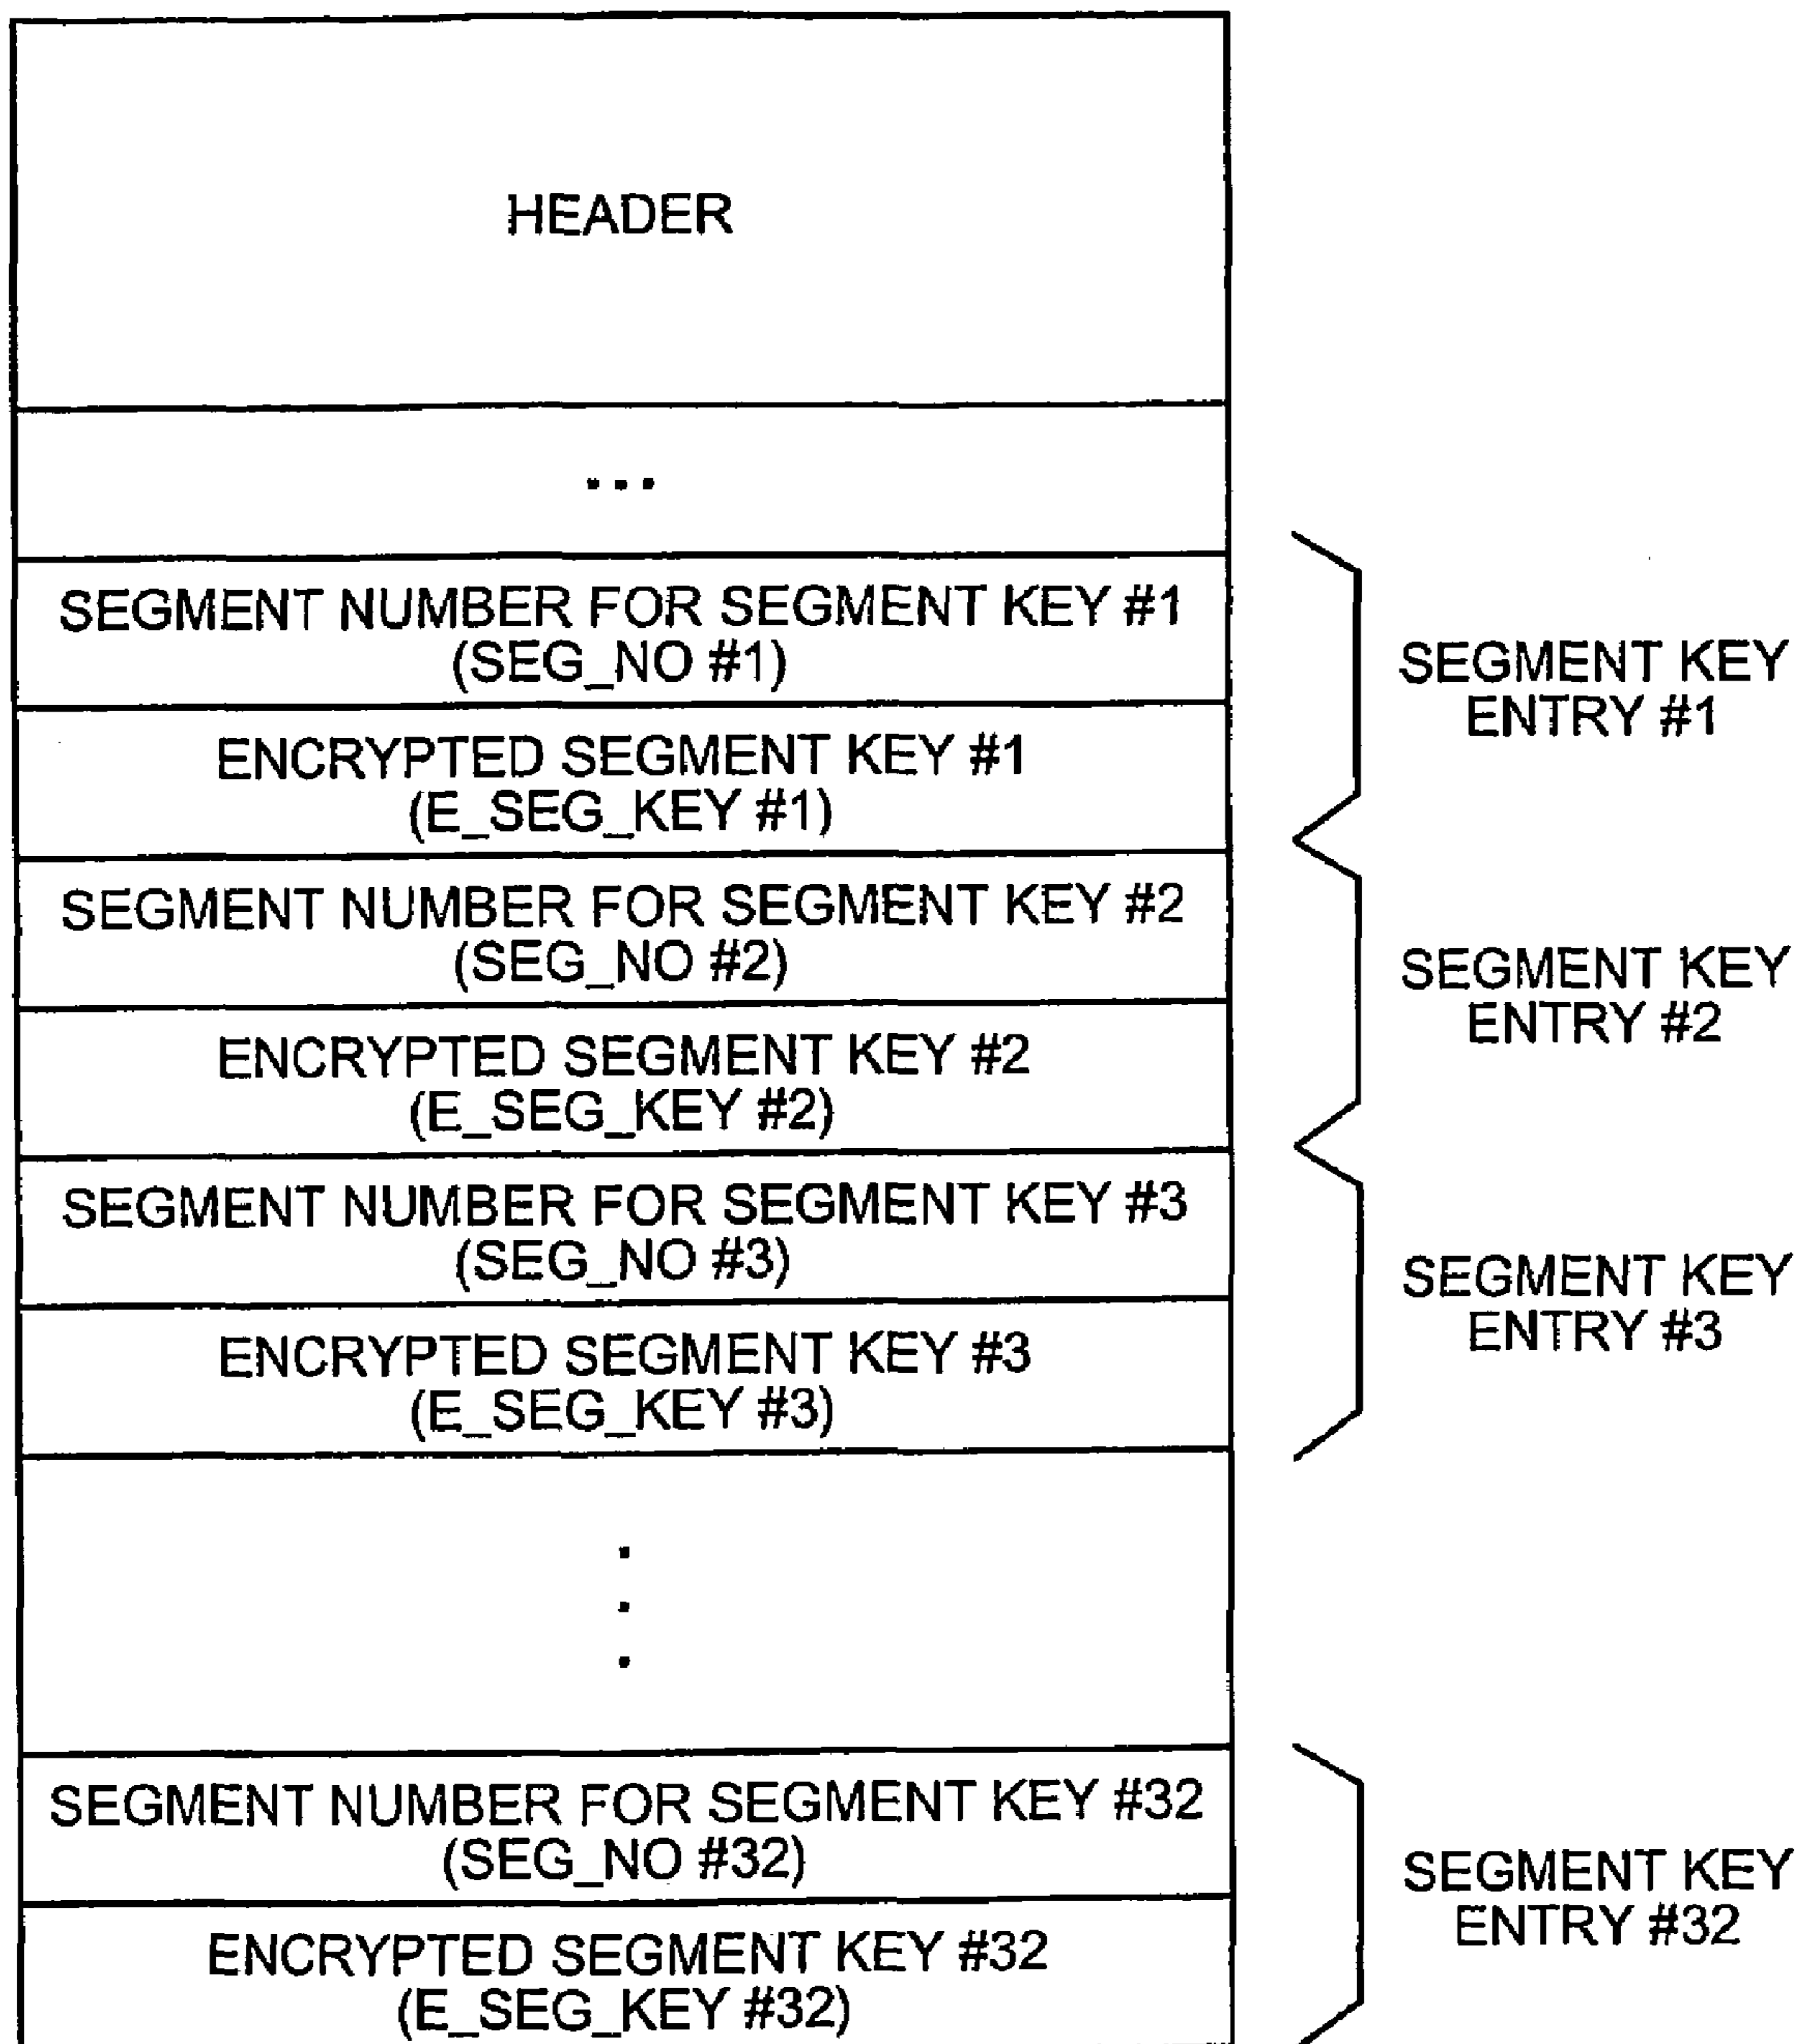 HEADER
...
SEGMENT NUMBER FOR SEGMENT KEY #1
(SEG_NO #1)
ENCRYPTED SEGMENT KEY #1
(E_SEG_KEY #1)
SEGMENT KEY
ENTRY #1
SEGMENT NUMBER FOR SEGMENT KEY #2
(SEG_NO #2)
ENCRYPTED SEGMENT KEY #2
(E_SEG_KEY #2)
SEGMENT KEY
ENTRY #2
SEGMENT NUMBER FOR SEGMENT KEY #3
(SEG_NO #3)
ENCRYPTED SEGMENT KEY #3
(E_SEG_KEY #3)
SEGMENT KEY
ENTRY #3
SEGMENT NUMBER FOR SEGMENT KEY #32
(SEG_NO #32)
ENCRYPTED SEGMENT KEY #32
(E_SEG_KEY #32)
SEGMENT KEY
ENTRY #32